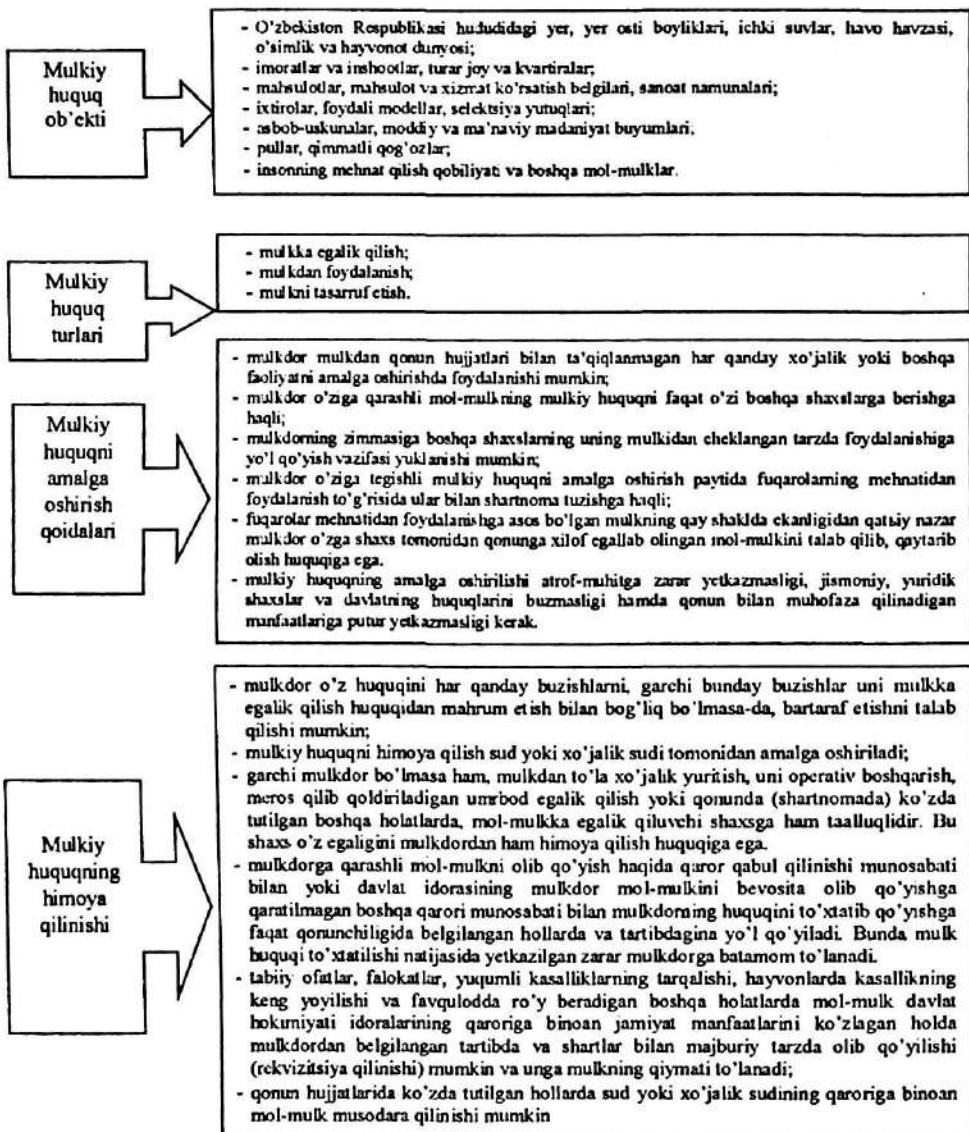 Mulkiy
huquq
ob'ekti
- O'zbekiston Respublikasi hududidagi yer, yer osti boyliklari, ichki suvlar, havo havzasi,
o'simlik va hayvonot dunyosi;
- imoratlar va inshootlar, turar joy va kvartiralar;
- mahsulotlar, mahsulot va xizmat ko'rsatish belgilari, sanoat namunalari;
- ixtirolar, foydali modellar, selektsiya yutuqlari;
- asbob-uskunalar, moddiy va ma'naviy madaniyat buyumlari.
- pullar, qimmatli qog'ozlar;
- insonning mehnat qilish qobiliyati va boshqa mol-mulklar.
Mulkiy
huquq
turlari
- mulkka egalik qilish;
- mulkdan foydalanish;
- mulkni tasarruf etish.
Mulkiy
huquqni
amalga
oshirish
qoidalari
- mulkdor mulkdan qonun hujjatlari bilan ta'qiqlanmagan har qanday xo'jalik yoki boshqa
faoliyatni amalga oshirishda foydalanishi mumkin;
- mulkdor o'ziga qarashli mol-mulkning mulkiy huquqni faqat o'zi boshqa shaxslarga berishga
haqli;
- mulkdorning zimmasiga boshqa shaxslarning uning mulkidan cheklangan tarzda foydalanishiga
yo'l qo'yish vazifasi yuklanishi mumkin;
- mulkdor o'ziga tegishli mulkiy huquqni amalga oshirish paytida fuqarolarning mehnatidan
foydalanish to'g'risida ular bilan shartnoma tuzishga haqli;
- fuqarolar mehnatidan foydalanishga asos bo'lgan mulkning qay shaklda ekanligidan qat'iy nazar
mulkdor o'zga shaxs tomonidan qonunga xilof egallab olingan mol-mulkini talab qilib, qaytarib
olish huquqiga ega.
- mulkiy huquqning amalga oshirilishi atrof-muhitga zarar yetkazmasligi, jismoniy, yuridik
shaxslar va davlatning huquqlarini buzmasligi hamda qonun bilan muhofaza qilinadigan
manfaatlariga putur yetkazmasligi kerak.
Mulkiy
huquqning
himoya
qilinishi
- mulkdor o'z huquqini har qanday buzishlarni, garchi bunday buzishlar uni mulkka
egalik qilish huquqidan mahrum etish bilan bog'liq bo'lmasa-da, bartaraf etishni talab
qilishi mumkin;
- mulkiy huquqni himoya qilish sud yoki xo'jalik sudi tomonidan amalga oshiriladi;
- garchi mulkdor bo'lmasa ham, mulkdan to'la xo'jalik yuritish, uni operativ boshqarish,
meros qilib qoldiriladigan umrbod egalik qilish yoki qonunda (shartnomada) ko'zda
tutilgan boshqa holatlarda, mol-mulkka egalik qiluvchi shaxsga ham taalluqlidir. Bu
shaxs o'z egaligini mulkdordan ham himoya qilish huquqiga ega.
- mulkdorga qarashli mol-mulkni olib qo'yish haqida qaror qabul qilinishi munosabati
bilan yoki davlat idorasining mulkdor mol-mulkini bevosita olib qo'yishga
qaratilmagan boshqa qarori munosabati bilan mulkdorning huquqini to'xtatib qo'yishga
faqat qonunchiligida belgilangan hollarda va tartibdagina yo'l qo'yiladi. Bunda mulk
huquqi to'xtatilishi natijasida yetkazilgan zarar mulkdorga batamom to'lanadi.
- tabiiy ofatlar, falokatlar, yuqumli kasalliklarning tarqalishi, hayvonlarda kasallikning
keng yoyilishi va favqulodda ro'y beradigan boshqa holatlarda mol-mulk davlat
hokimiyati idoralarining qaroriga binoan jamiyat manfaatlarini ko'zlagan holda
mulkdordan belgilangan tartibda va shartlar bilan majburiy tarzda olib qo'yilishi
(rekvizitsiya qilinishi) mumkin va unga mulkning qiymati to'lanadi;
- qonun hujjatlarida ko'zda tutilgan hollarda sud yoki xo'jalik sudining qaroriga binoan
mol-mulk musodara qilinishi mumkin